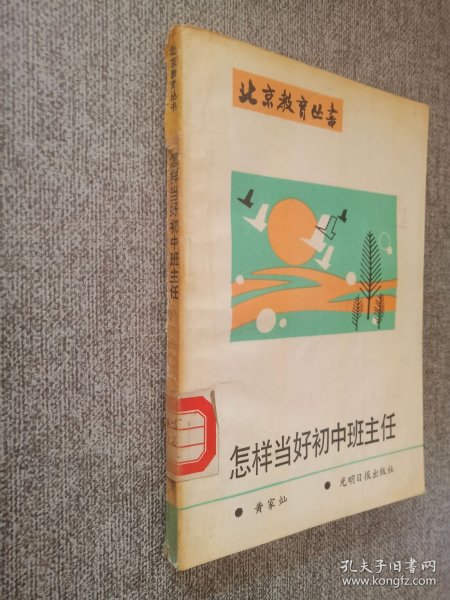 北京教育丛书
怎样当好初中班主任
北京教育丛书
怎样当好初中班主任
黄家灿
光明日报出版社
孔夫子旧书网
www.kongfz.com